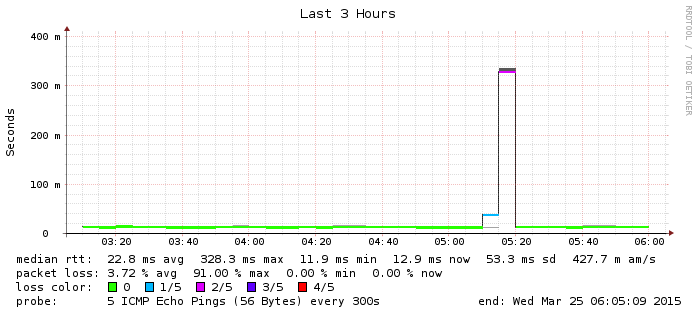 Last 3 Hours
RRDTOOL / TOBI OETIKER
Seconds
400 m
300 m
200 m
100 m
0
03:20 03:40 04:00 04:20 04:40 05:00 05:20 05:40 06:00
median rtt: 22.8 ms avg 328.3 ms max 11.9 ms min 12.9 ms now 53.3 ms sd 427.7 m am/s
packet loss: 3.72 % avg 91.00 % max 0.00 % min 0.00 % now
loss color: 0 1/5 2/5 3/5 4/5
probe: 5 ICMP Echo Pings (56 Bytes) every 300s end: Wed Mar 25 06:05:09 2015